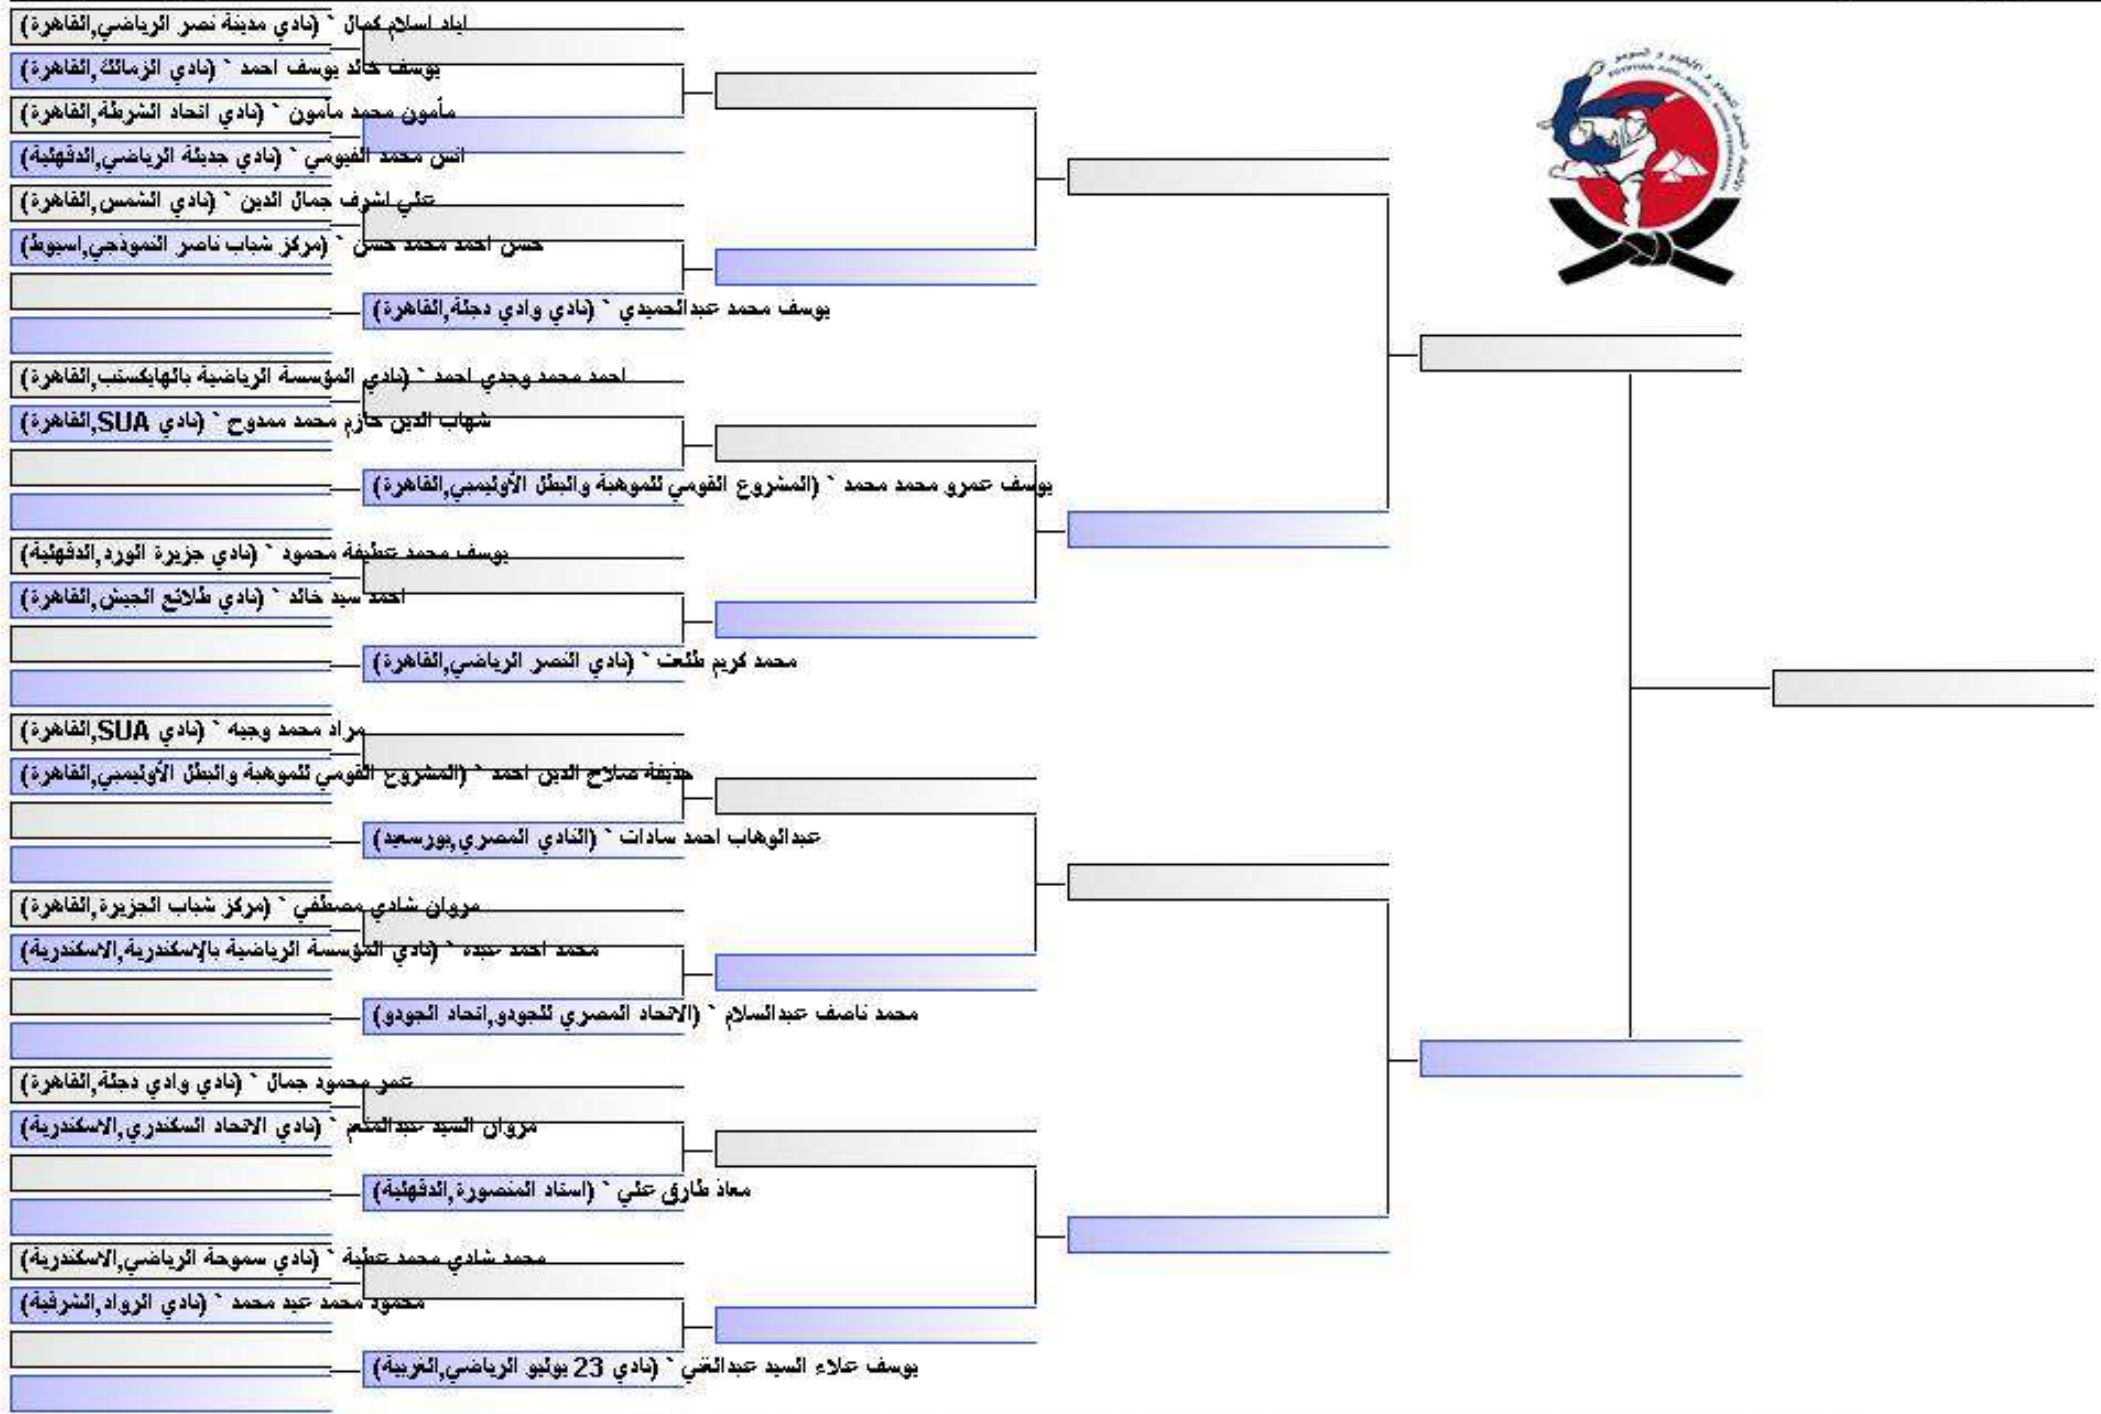 اياد اسلام كمال ` (نادي مدينة نصر الرياضي,القاهرة)
يوسف خالد يوسف احمد ` (نادي الزمالك,القاهرة)
مأمون محمد مأمون ` (نادي اتحاد الشرطة,القاهرة)
انس محمد الفيومي ` (نادي جديلة الرياضي,الدقهلية)
علي اشرف جمال الدين ` (نادي الشمس,القاهرة)
حسن احمد محمد حسن ` (مركز شباب ناصر النموذجي,اسيوط)
يوسف محمد عبدالحميدي ` (نادي وادي دجلة,القاهرة)
احمد محمد وجدي احمد ` (نادي المؤسسة الرياضية بالهايكستب,القاهرة)
شهاب الدين حازم محمد ممدوح ` (نادي SUA,القاهرة)
يوسف عمرو محمد محمد ` (المشروع القومي للموهبة والبطل الأوليمبي,القاهرة)
يوسف محمد عطيفة محمود ` (نادي جزيرة الورد,الدقهلية)
احمد سيد خالد ` (نادي طلائع الجيش,القاهرة)
محمد كريم طلعت ` (نادي النصر الرياضي,القاهرة)
مراد محمد وجيه ` (نادي SUA,القاهرة)
حذيفة صلاح الدين احمد ` (المشروع القومي للموهبة والبطل الأوليمبي,القاهرة)
عبدالوهاب احمد سادات ` (النادي المصري,بورسعيد)
مروان شادي مصطفي ` (مركز شباب الجزيرة,القاهرة)
محمد احمد عبده ` (نادي المؤسسة الرياضية بالإسكندرية,الاسكندرية)
محمد ناصف عبدالسلام ` (الاتحاد المصري للجودو,اتحاد الجودو)
عمر محمود جمال ` (نادي وادي دجلة,القاهرة)
مروان السيد عبدالمنعم ` (نادي الاتحاد السكندري,الاسكندرية)
معاذ طارق علي ` (استاد المنصورة,الدقهلية)
محمد شادي محمد عطية ` (نادي سموحة الرياضي,الاسكندرية)
محمود محمد عيد محمد ` (نادي الرواد,الشرقية)
يوسف علاء السيد عبدالغني ` (نادي 23 يوليو الرياضي,الغربية)